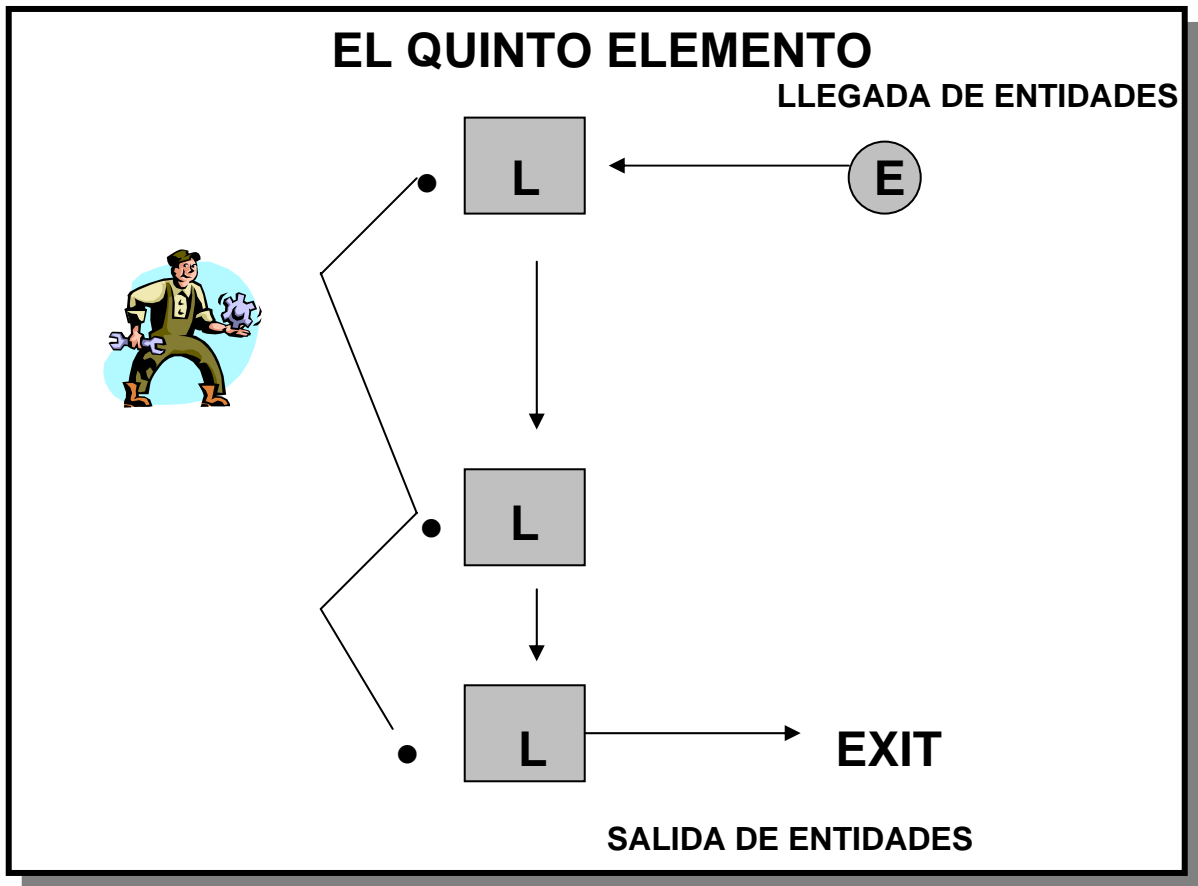 EL QUINTO ELEMENTO
LLEGADA DE ENTIDADES
L
E
L
L
EXIT
SALIDA DE ENTIDADES